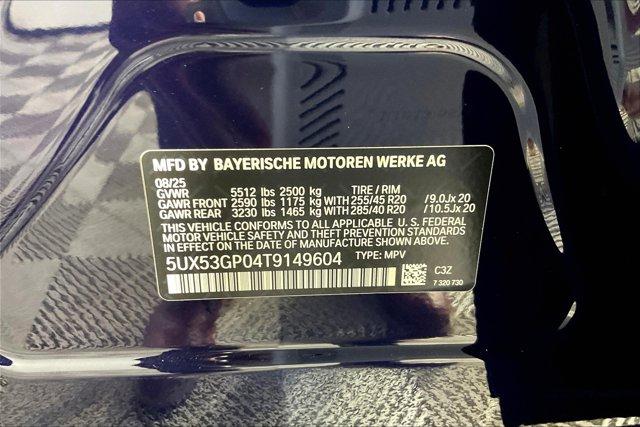 MFD BY BAYERISCHE MOTOREN WERKE AG
08/25
GVWR 5512 lbs 2500 kg TIRE / RIM
GAWR FRONT 2590 lbs 1175 kg WITH 255/45 R20 /9.0Jx 20
GAWR REAR 3230 lbs 1465 kg WITH 285/40 R20 /10.5Jx 20
THIS VEHICLE CONFORMS TO ALL APPLICABLE U. S. FEDERAL
MOTOR VEHICLE SAFETY AND THEFT PREVENTION STANDARDS
IN EFFECT ON THE DATE OF MANUFACTURE SHOWN ABOVE.
5UX53GP04T9149604 TYPE: MPV
C3Z
7 320 730